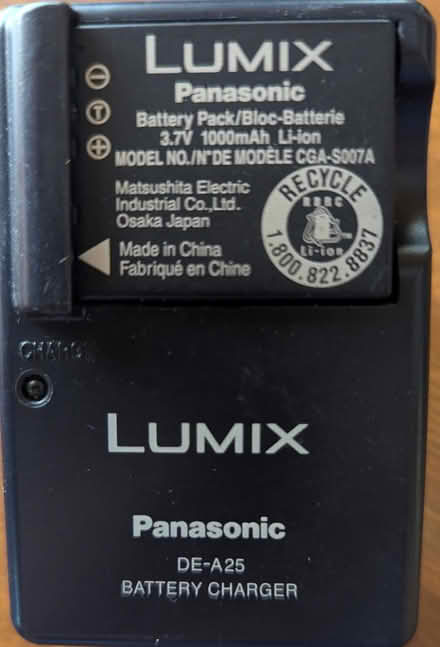 LUMIX
Panasonic
Battery Pack/Bloc-Batterie
3.7V 1000mAh Li-ion
MODEL NO./N°DE MODÈLE CGA-S007A
Matsushita Electric
Industrial Co.,Ltd.
Osaka Japan
Made in China
Fabriqué en Chine
T
RECYCLE
RBRC
Li-ion
1.800.822.8837
CHARGE
LUMIX
Panasonic
DE-A25
BATTERY CHARGER